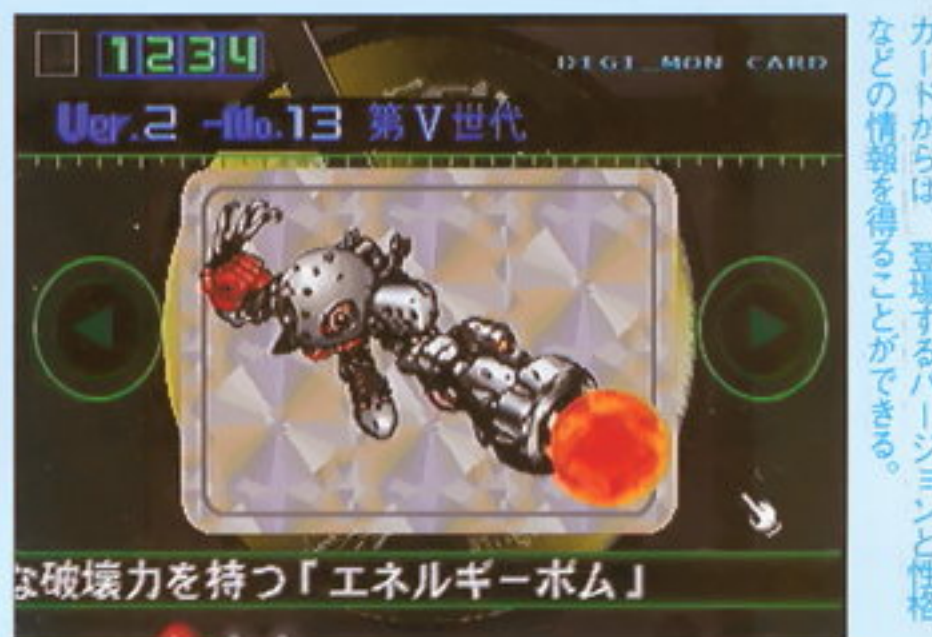 1234
DIGI_MON CARD
Ver.2 -No.13 第V世代
な破壊力を持つ「エネルギーボム」
カードからは 登場するバージョンと性格
などの情報を得ることができる。